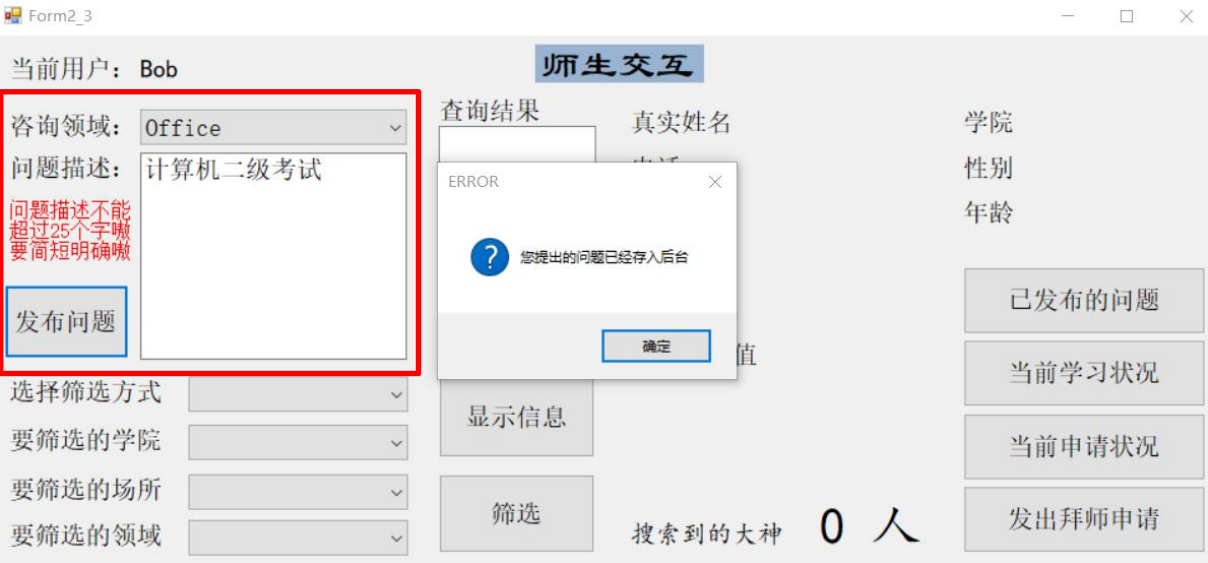 Form2_3
当前用户： Bob
师生交互
咨询领域： Office
问题描述： 计算机二级考试
问题描述不能
超过25个字嗷
要简短明确嗷
发布问题
选择筛选方式
要筛选的学院
要筛选的场所
要筛选的领域
查询结果
显示信息
筛选
真实姓名
ERROR
您提出的问题已经存入后台
确定
值
搜索到的大神 0 人
学院
性别
年龄
已发布的问题
当前学习状况
当前申请状况
发出拜师申请